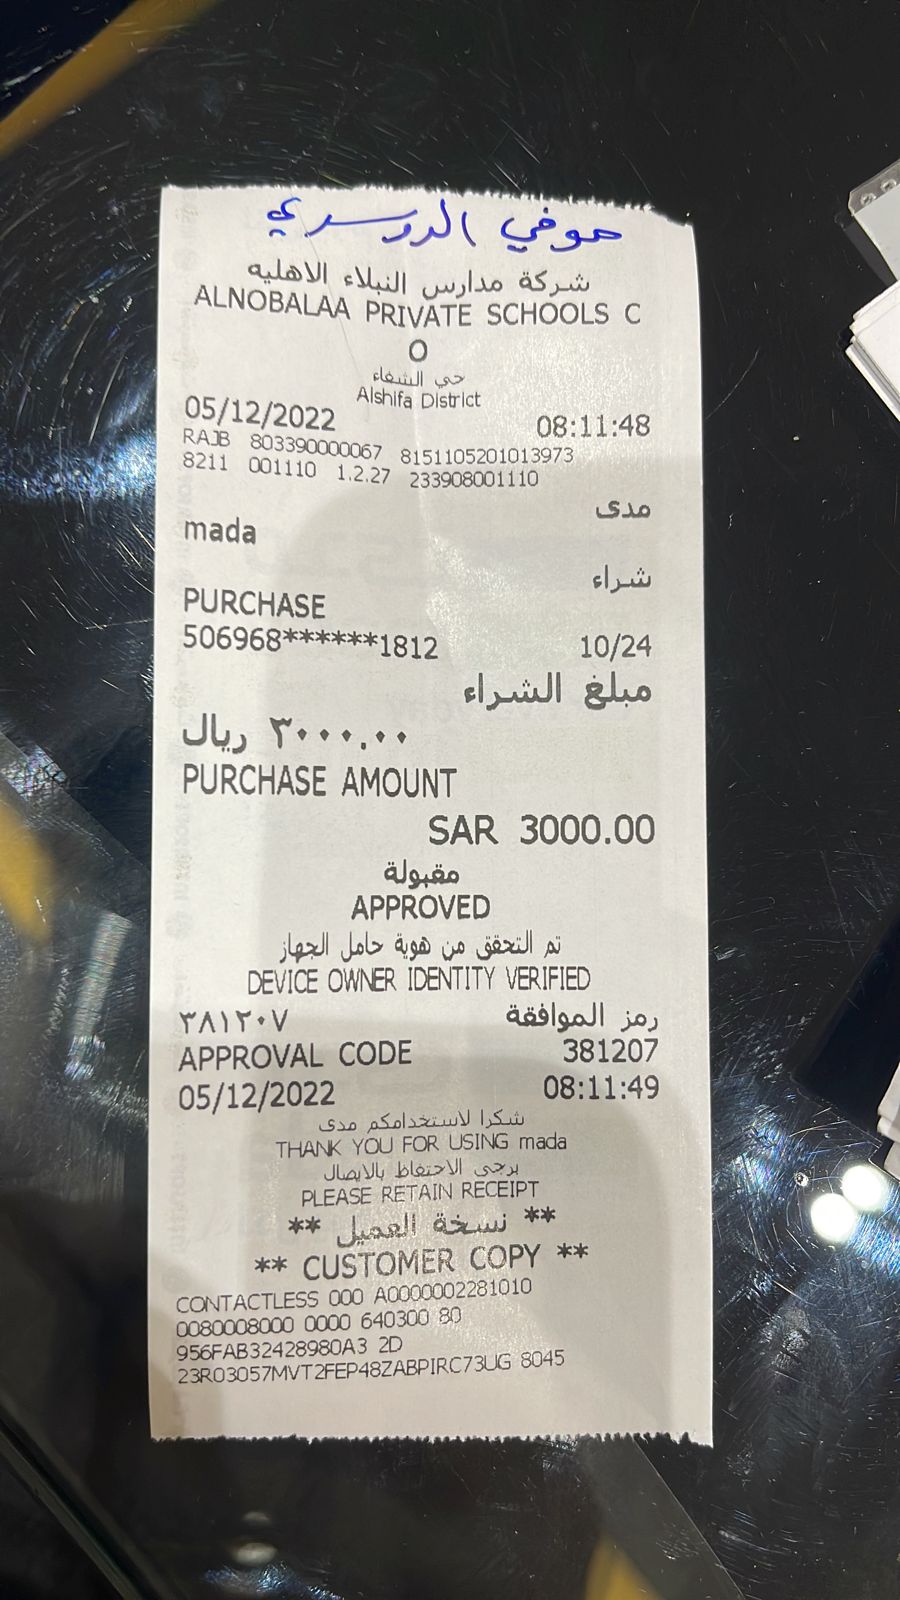 موفي الدوسري
شركة مدارس النبلاء الاهليه
ALNOBALAA PRIVATE SCHOOLS C
O
حي الشفاء
Alshifa District
05/12/2022 08:11:48
RAJB 803390000067 8151105201013973
8211 001110 1.2.27 233908001110
مدى
mada
شراء
PURCHASE
506968******1812 10/24
مبلغ الشراء
٣٠٠٠.٠٠ ريال
PURCHASE AMOUNT
SAR 3000.00
مقبولة
APPROVED
تم التحقق من هوية حامل الجهاز
DEVICE OWNER IDENTITY VERIFIED
رمز الموافقة ٣٨١٢٠٧
APPROVAL CODE 381207
05/12/2022 08:11:49
شكرا لاستخدامكم مدى
THANK YOU FOR USING mada
يرجى الاحتفاظ بالايصال
PLEASE RETAIN RECEIPT
** نسخة العميل **
** CUSTOMER COPY **
CONTACTLESS 000 A0000002281010
0080008000 0000 640300 80
956FAB32428980A3 2D
23R03057MVT2FEP48ZABPIRC73UG 8045